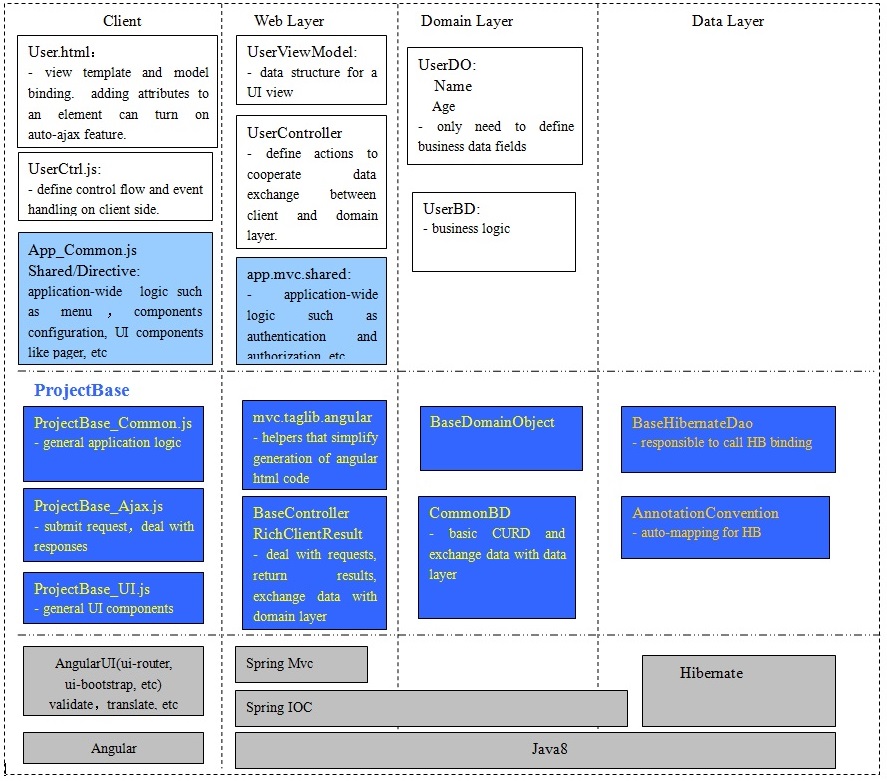 Client
Web Layer
Domain Layer
Data Layer
User.html：
- view template and model
binding. adding attributes to
an element can turn on
auto-ajax feature.
UserCtrl.js:
- define control flow and event
handling on client side.
App_Common.js
Shared/Directive:
application-wide logic such
as menu ， components
configuration, UI components
like pager, etc
UserViewModel:
- data structure for a
UI view
UserController
- define actions to
cooperate data
exchange between
client and domain
layer.
app.mvc.shared:
- application-wide
logic such as
authentication and
authorization, etc
UserDO:
Name
Age
- only need to define
business data fields
UserBD:
- business logic
ProjectBase
ProjectBase_Common.js
- general application logic
ProjectBase_Ajax.js
- submit request，deal with
responses
ProjectBase_UI.js
- general UI components
mvc.taglib.angular
- helpers that simplify
generation of angular
html code
BaseController
RichClientResult
- deal with requests,
return results,
exchange data with
domain layer
BaseDomainObject
CommonBD
- basic CURD and
exchange data with data
layer
BaseHibernateDao
- responsible to call HB binding
AnnotationConvention
- auto-mapping for HB
AngularUI(ui-router,
ui-bootstrap, etc)
validate，translate, etc
Angular
Spring Mvc
Spring IOC
Hibernate
Java8